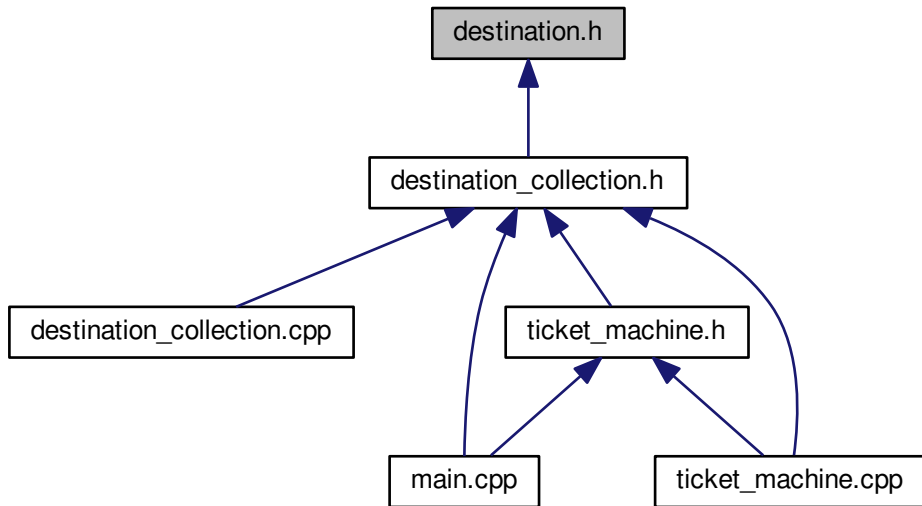 destination.h
destination_collection.h
destination_collection.cpp
ticket_machine.h
main.cpp
ticket_machine.cpp